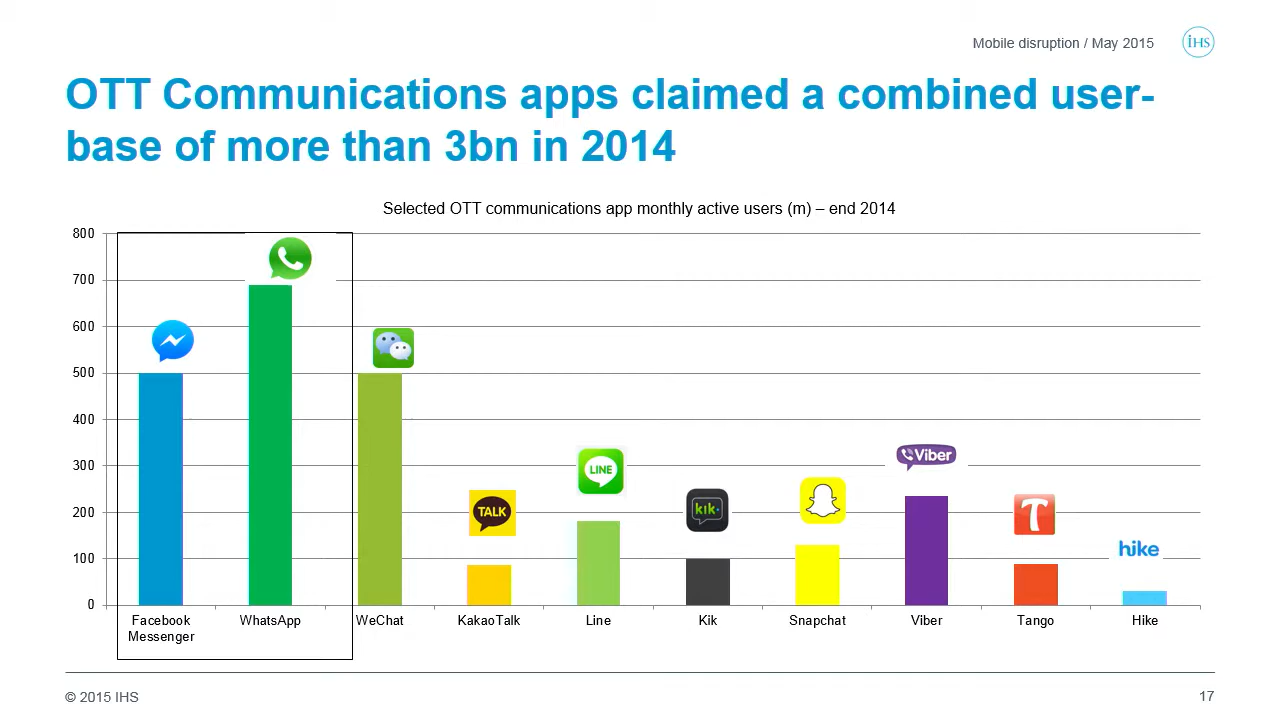 Mobile disruption / May 2015
iHS
OTT Communications apps claimed a combined user-
base of more than 3bn in 2014
Selected OTT communications app monthly active users (m) – end 2014
800
700
600
500
400
300
200
100
0
TALK
LINE
kik·
Viber
T
hike
Facebook
Messenger
WhatsApp
WeChat
KakaoTalk
Line
Kik
Snapchat
Viber
Tango
Hike
© 2015 IHS
17